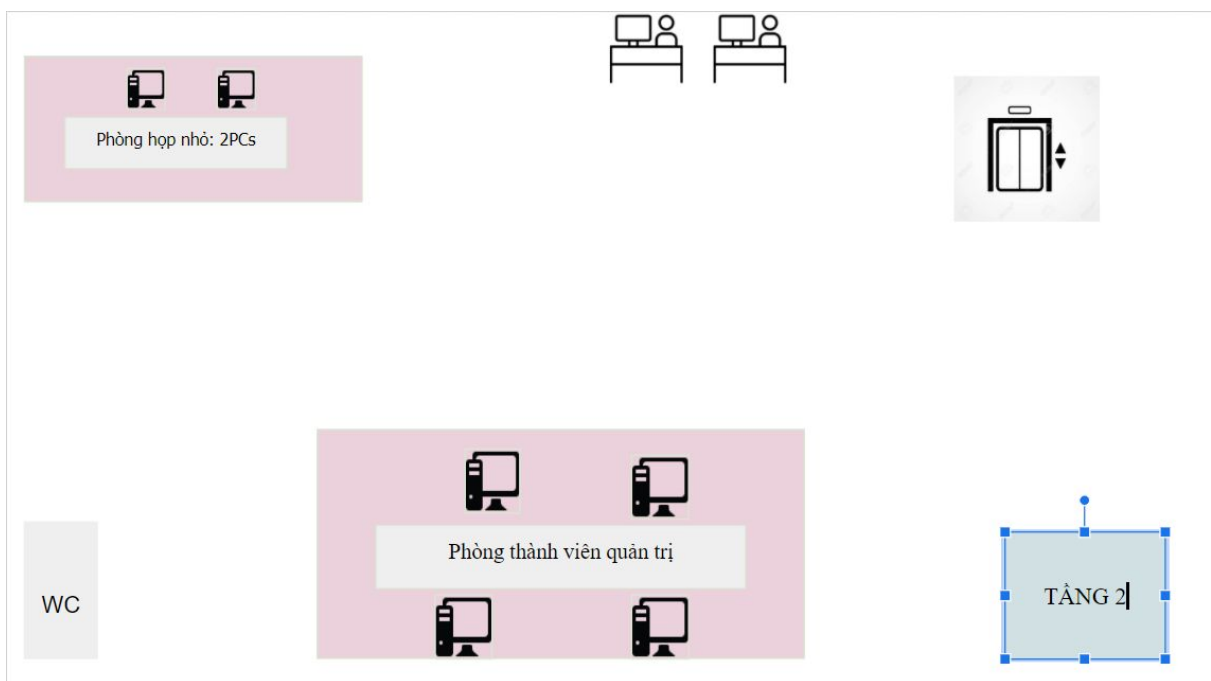 Phòng họp nhỏ: 2PCs
Phòng thành viên quản trị
WC
TẦNG 2